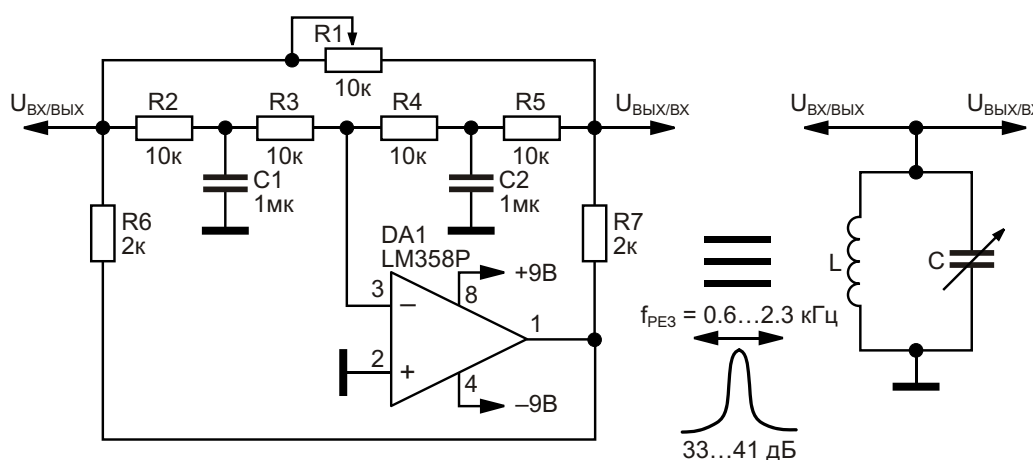 R1
10к
UВХ/ВЫХ
R2
R3
R4
R5
UВЫХ/ВХ
10к
10к
10к
10к
C1
1мк
C2
1мк
R6
2к
R7
2к
DA1
LM358P
3
–
8
+9В
1
2
+
4
–9В
fРЕЗ = 0.6...2.3 кГц
33...41 дБ
UВХ/ВЫХ
UВЫХ/ВХ
L
C